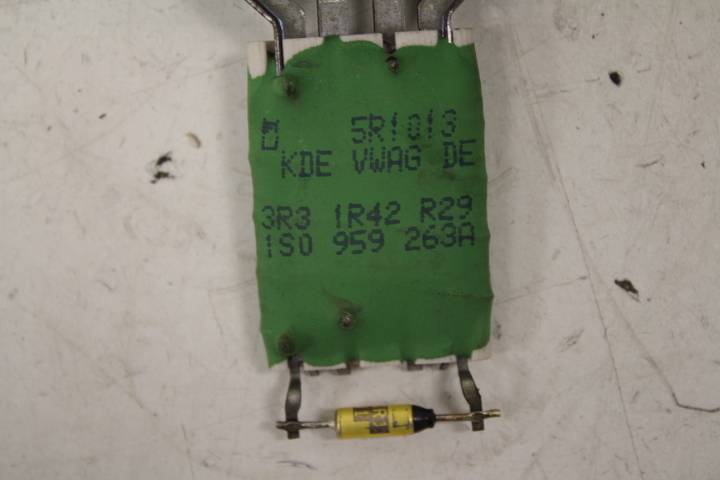 5R1013
KDE VWAG DE
3R3 1R42 R29
1S0 959 263A